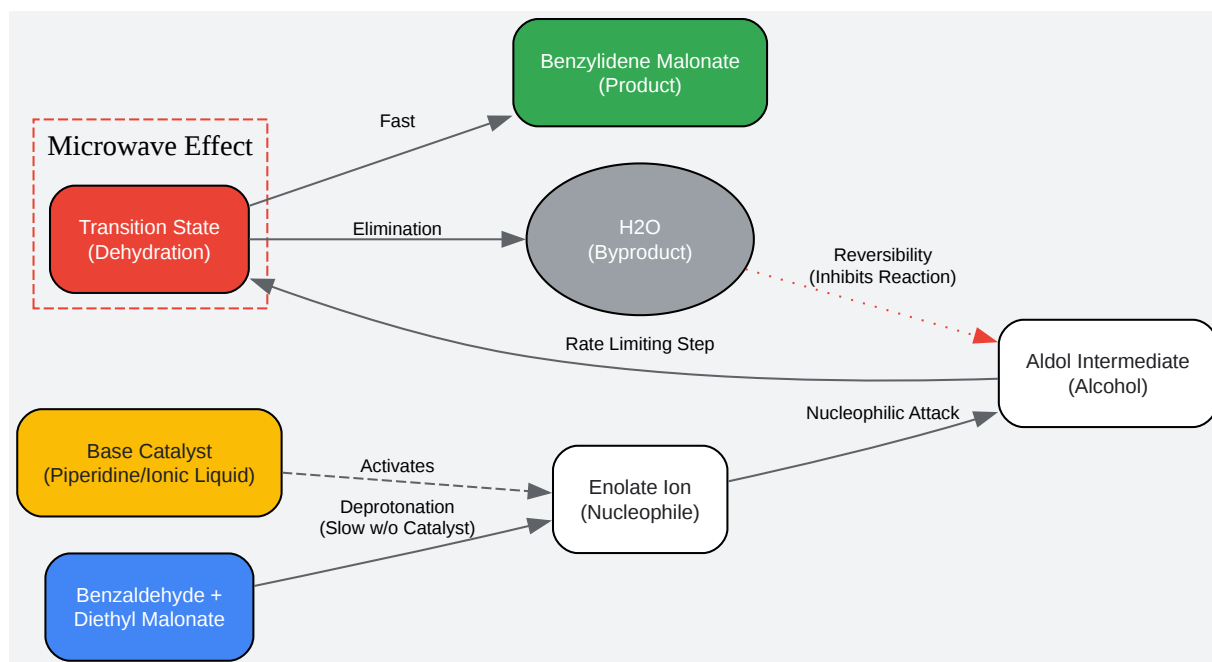 Benzylidene Malonate
(Product)
Fast
Microwave Effect
Transition State
(Dehydration)
Elimination
H2O
(Byproduct)
Reversibility
(Inhibits Reaction)
Rate Limiting Step
Aldol Intermediate
(Alcohol)
Nucleophilic Attack
Base Catalyst
(Piperidine/Ionic Liquid)
Activates
Enolate Ion
(Nucleophile)
Deprotonation
(Slow w/o Catalyst)
Benzaldehyde +
Diethyl Malonate